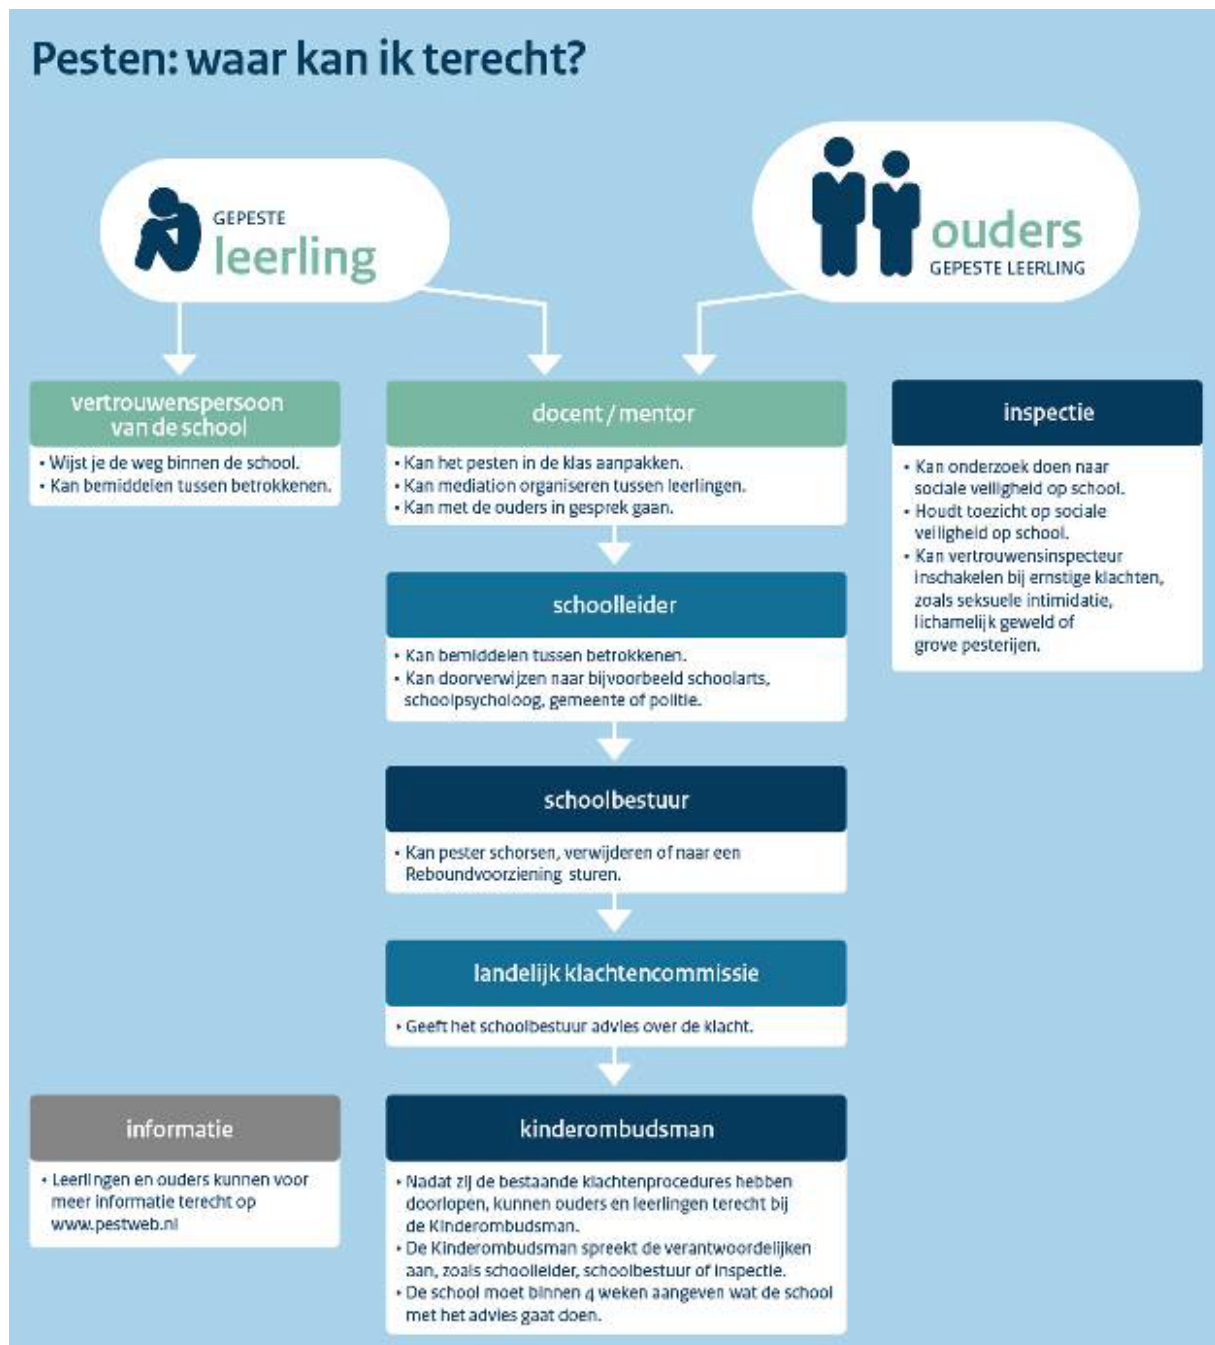 Pesten: waar kan ik terecht?
GEPESTE
leerling
ouders
GEPESTE LEERLING
vertrouwenspersoon
van de school
• Wijst je de weg binnen de school.
• Kan bemiddelen tussen betrokkenen.
docent / mentor
• Kan het pesten in de klas aanpakken.
• Kan mediation organiseren tussen leerlingen.
• Kan met de ouders in gesprek gaan.
inspectie
• Kan onderzoek doen naar
sociale veiligheid op school.
• Houdt toezicht op sociale
veiligheid op school.
• Kan vertrouwensinspecteur
inschakelen bij ernstige klachten,
zoals seksuele intimidatie,
lichamelijk geweld of
grove pesterijen.
schoolleider
• Kan bemiddelen tussen betrokkenen.
• Kan doorverwijzen naar bijvoorbeeld schoolarts,
schoolpsycholoog, gemeente of politie.
schoolbestuur
• Kan pester schorsen, verwijderen of naar een
Reboundvoorziening sturen.
landelijk klachtencommissie
• Geeft het schoolbestuur advies over de klacht.
informatie
• Leerlingen en ouders kunnen voor
meer informatie terecht op
www.pestweb.nl
kinderombudsman
• Nadat zij de bestaande klachtenprocedures hebben
doorlopen, kunnen ouders en leerlingen terecht bij
de Kinderombudsman.
• De Kinderombudsman spreekt de verantwoordelijken
aan, zoals schoolleider, schoolbestuur of inspectie.
• De school moet binnen 4 weken aangeven wat de school
met het advies gaat doen.